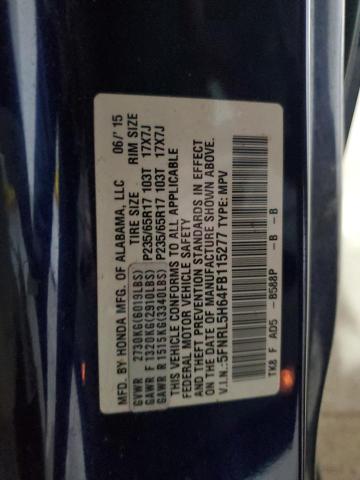 MFD. BY HONDA MFG. OF ALABAMA, LLC 06/'15
TIRE SIZE RIM SIZE
GVWR 2730KG(6019LBS)
GAWR F 1320KG(2910LBS) P235/65R17 103T 17X7J
GAWR R 1515KG(3340LBS) P235/65R17 103T 17X7J
THIS VEHICLE CONFORMS TO ALL APPLICABLE
FEDERAL MOTOR VEHICLE SAFETY
AND THEFT PREVENTION STANDARDS IN EFFECT
ON THE DATE OF MANUFACTURE SHOWN ABOVE.
V.I.N.:5FNRL5H64FB115277 TYPE: MPV
TK8 F AD5 -B588P -B -B